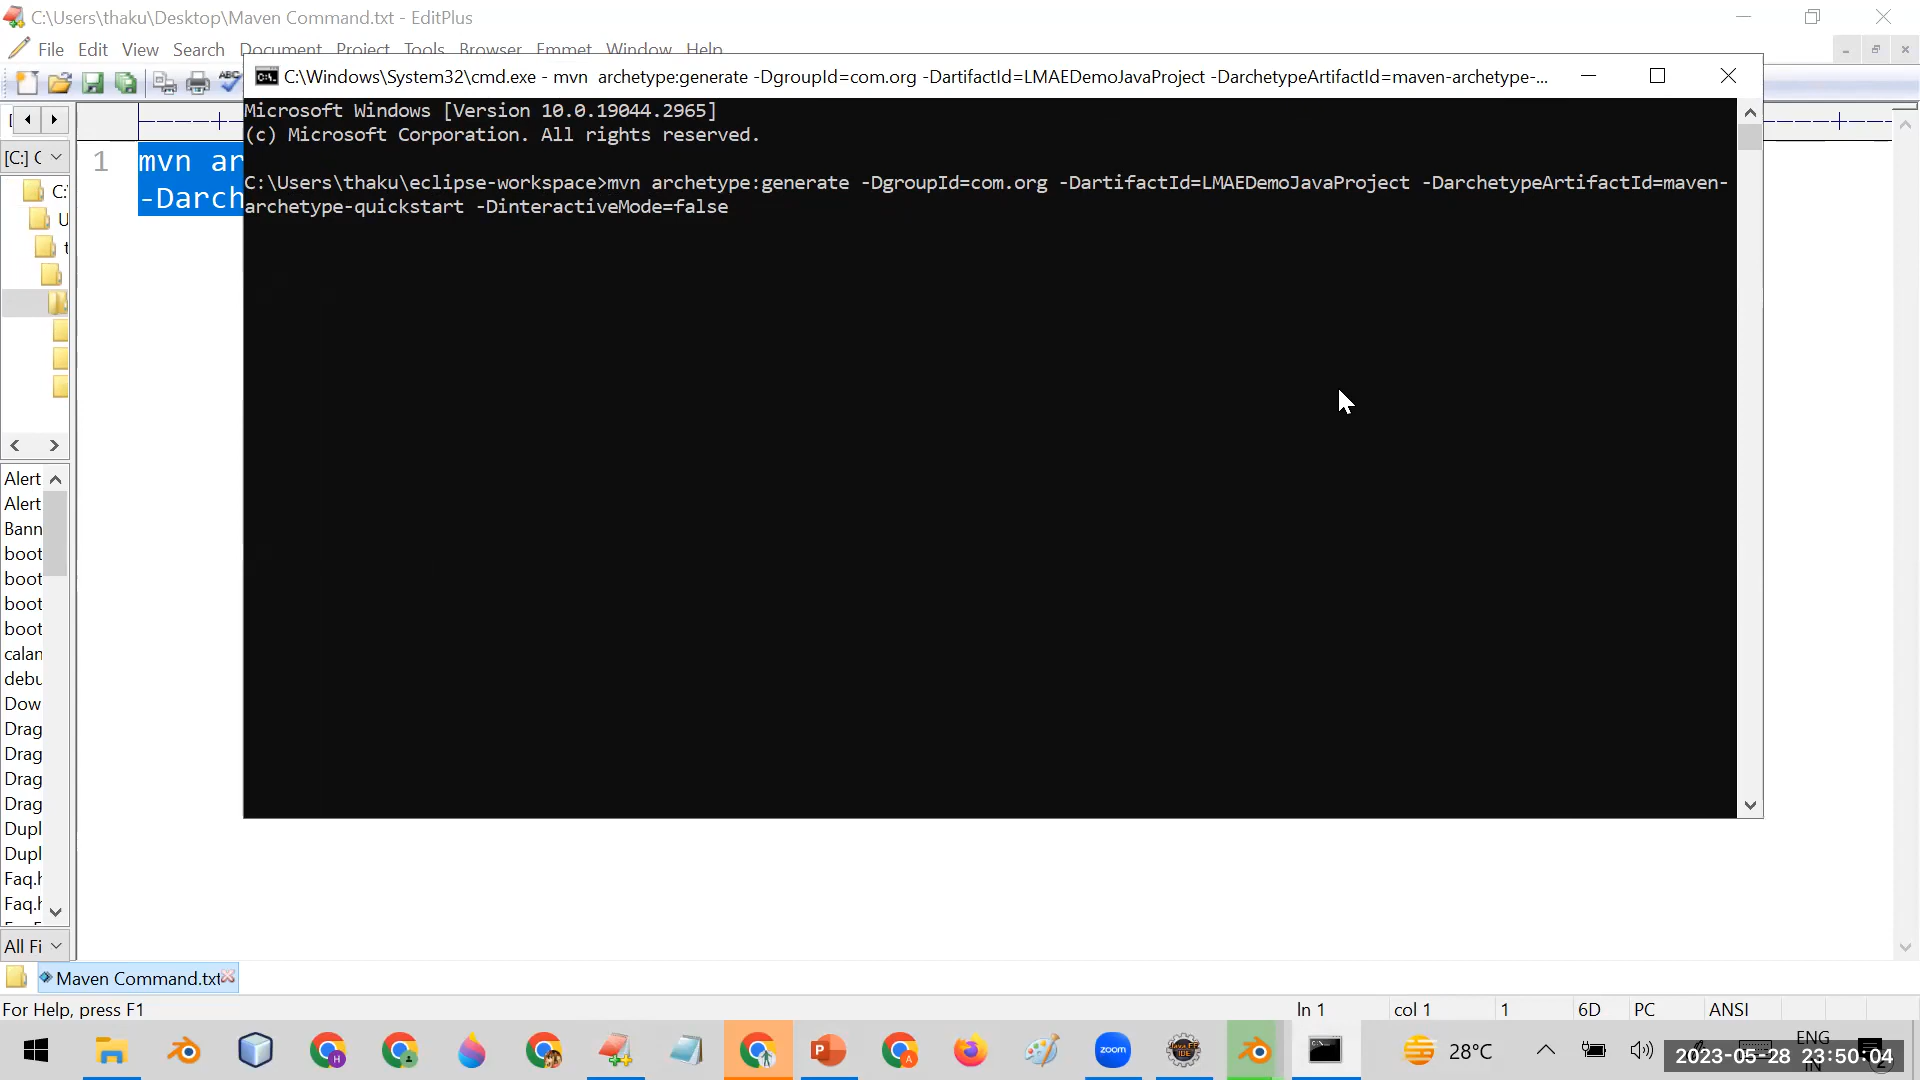 C:\Users\thaku\Desktop\Maven Command.txt - EditPlus
File Edit View Search Document Project Tools Browser Emmet Window Help
C:\Windows\System32\cmd.exe - mvn archetype:generate -DgroupId=com.org -DartifactId=LMAEDemoJavaProject -DarchetypeArtifactId=maven-archetype-...
Microsoft Windows [Version 10.0.19044.2965]
(c) Microsoft Corporation. All rights reserved.
C:\Users\thaku\eclipse-workspace>mvn archetype:generate -DgroupId=com.org -DartifactId=LMAEDemoJavaProject -DarchetypeArtifactId=maven-
archetype-quickstart -DinteractiveMode=false
[C:] C
1 mvn ar
-Darch
C:
U
t
Alert
Alert
Bann
boot
boot
boot
boot
calan
debu
Dow
Drag
Drag
Drag
Drag
Dupl
Dupl
Faq.h
Faq.h
All Fi
Maven Command.txt
For Help, press F1
ln 1 col 1 1 6D PC ANSI
zoom
28°C
ENG
IN
2023-05-28 23:50:04